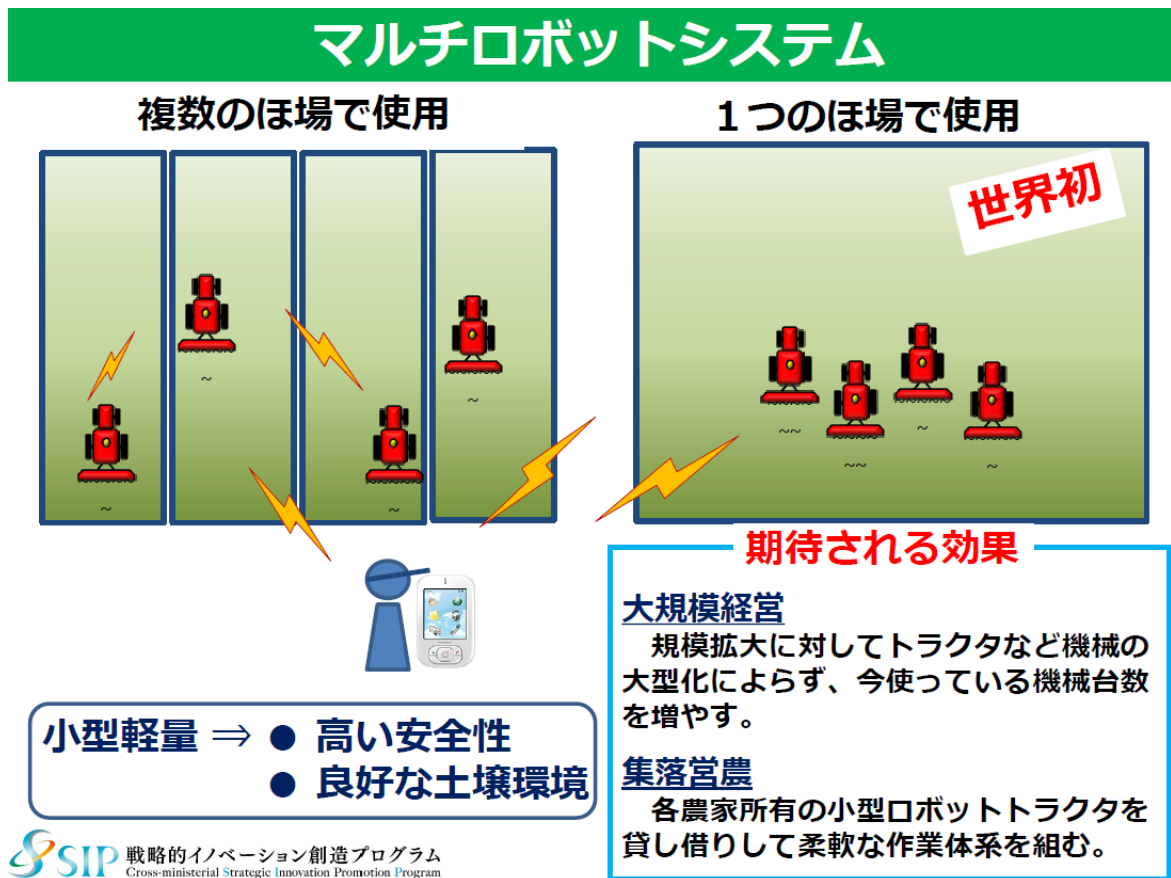 マルチロボットシステム
複数のほ場で使用
１つのほ場で使用
世界初
~
~
~
~
~~
~~
~
~
小型軽量 ⇒ ● 高い安全性
● 良好な土壌環境
期待される効果
大規模経営
規模拡大に対してトラクタなど機械の
大型化によらず、今使っている機械台数
を増やす。
集落営農
各農家所有の小型ロボットトラクタを
貸し借りして柔軟な作業体系を組む。
SIP 戦略的イノベーション創造プログラム
Cross-ministerial Strategic Innovation Promotion Program